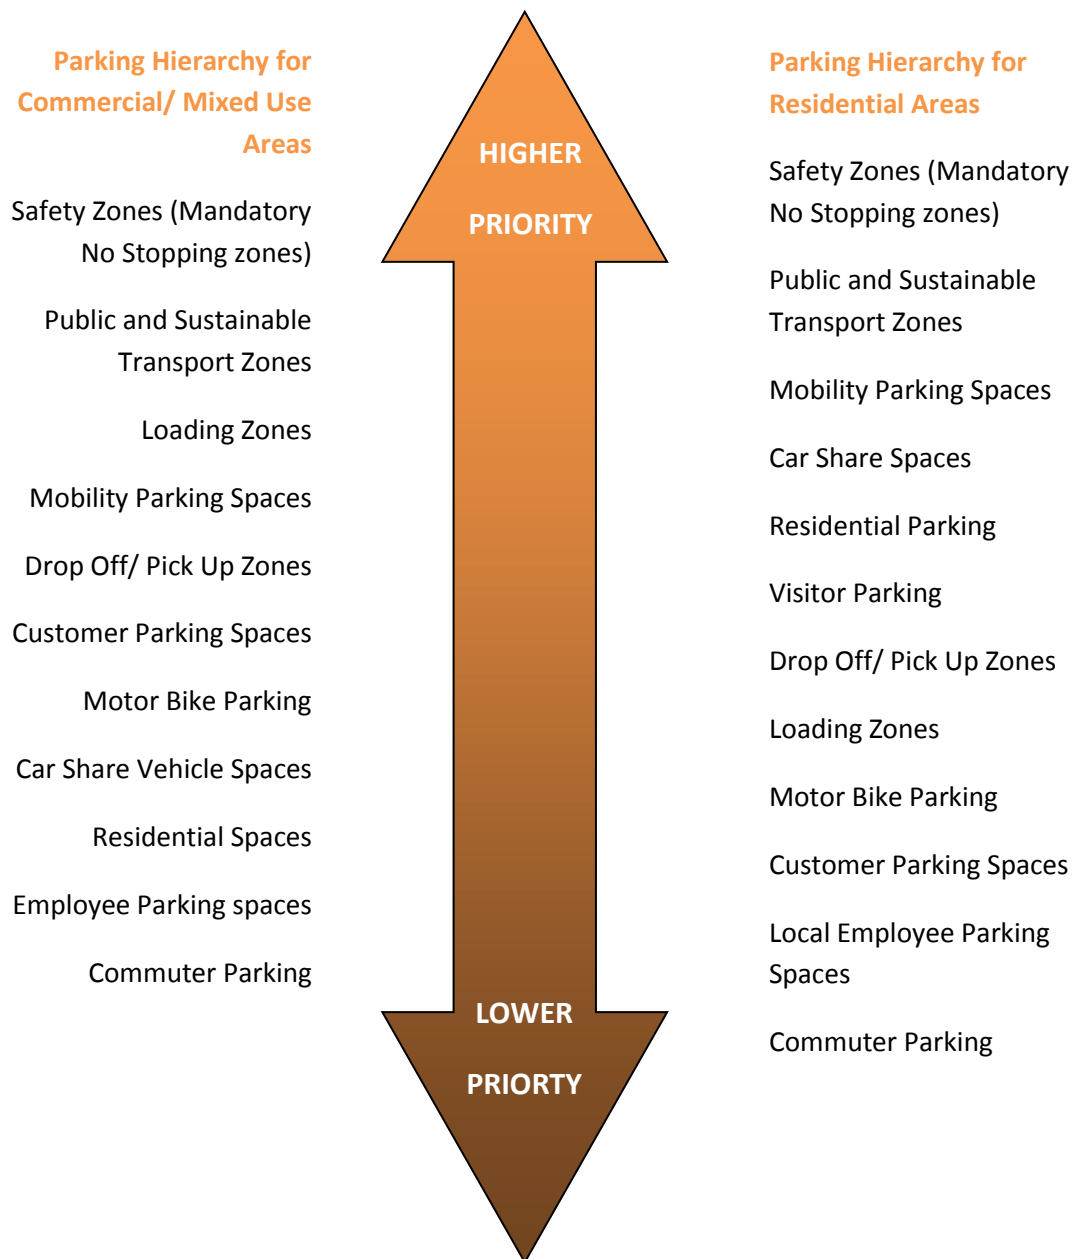 Parking Hierarchy for
Commercial/ Mixed Use
Areas
Safety Zones (Mandatory
No Stopping zones)
Public and Sustainable
Transport Zones
Loading Zones
Mobility Parking Spaces
Drop Off/ Pick Up Zones
Customer Parking Spaces
Motor Bike Parking
Car Share Vehicle Spaces
Residential Spaces
Employee Parking spaces
Commuter Parking
HIGHER
PRIORITY
LOWER
PRIORTY
Parking Hierarchy for
Residential Areas
Safety Zones (Mandatory
No Stopping zones)
Public and Sustainable
Transport Zones
Mobility Parking Spaces
Car Share Spaces
Residential Parking
Visitor Parking
Drop Off/ Pick Up Zones
Loading Zones
Motor Bike Parking
Customer Parking Spaces
Local Employee Parking
Spaces
Commuter Parking